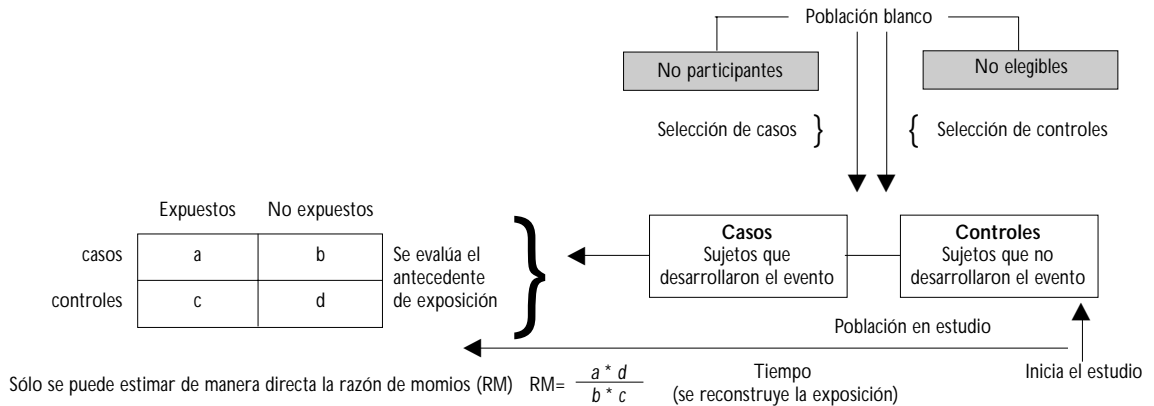 Población blanco
No participantes
No elegibles
Selección de casos }
{ Selección de controles
Expuestos No expuestos
casos a b
controles c d
Se evalúa el
antecedente
de exposición
}
Casos
Sujetos que
desarrollaron el evento
Controles
Sujetos que no
desarrollaron el evento
Población en estudio
Inicia el estudio
Tiempo
(se reconstruye la exposición)
Sólo se puede estimar de manera directa la razón de momios (RM) RM= a * d
b * c